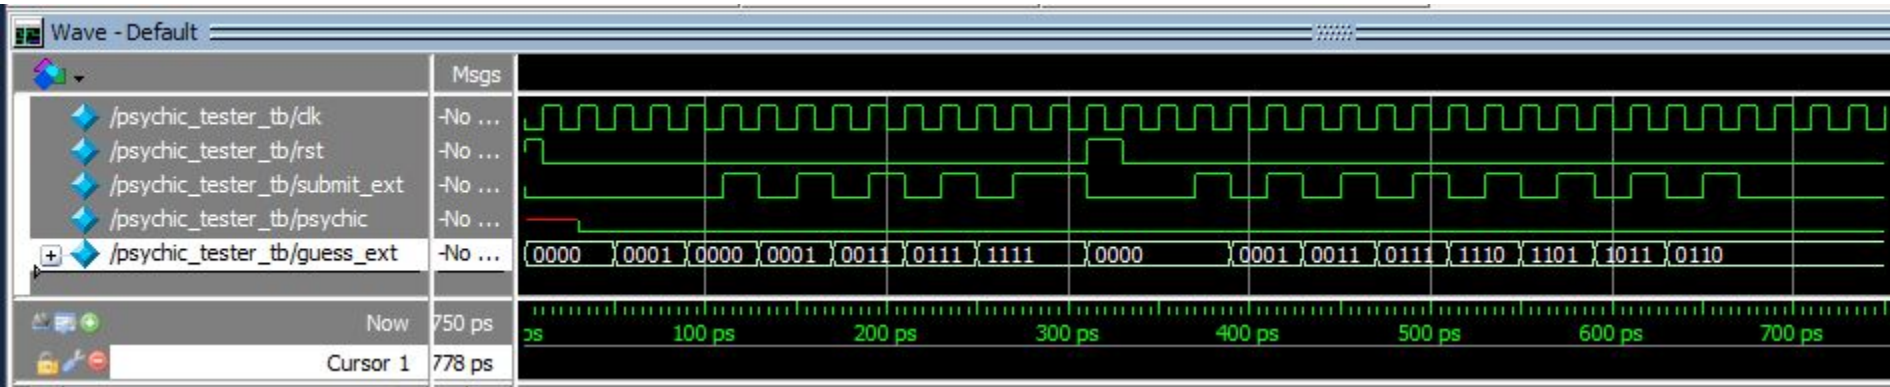 Wave - Default
Msgs
/psychic_tester_tb/clk -No ...
/psychic_tester_tb/rst -No ...
/psychic_tester_tb/submit_ext -No ...
/psychic_tester_tb/psychic -No ...
/psychic_tester_tb/guess_ext -No ... 0000 0001 0000 0001 0011 0111 1111 0000 0001 0011 0111 1110 1101 1011 0110
Now 750 ps ps 100 ps 200 ps 300 ps 400 ps 500 ps 600 ps 700 ps
Cursor 1 778 ps